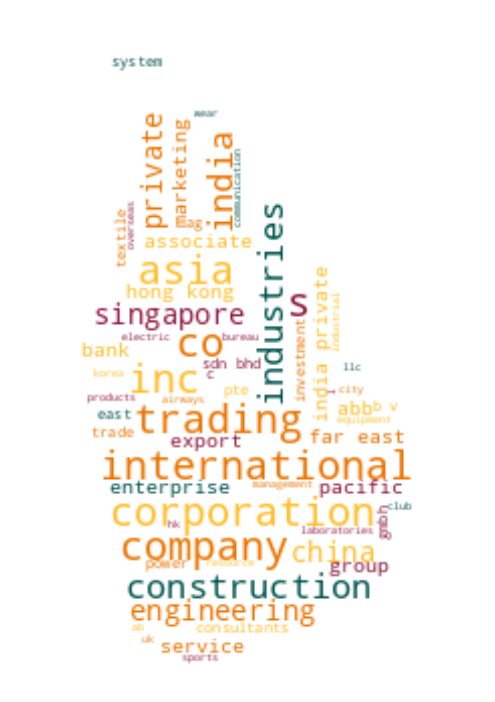 system
wear
private
marketing
india
communication
overseas
textile
ag
associate
asia
industries
hong kong
s
singapore
india private
industrial
investment
electric
bureau
co
bank
sdn bhd
llc
korea
inc
c
pte
city
products
airways
abb
b v
east
trading
equipment
trade
export
far east
international
enterprise
management
pacific
corporation
club
hk
laboratories
gmbh
company
china
power
resource
group
construction
engineering
ab
consultants
uk
service
sports